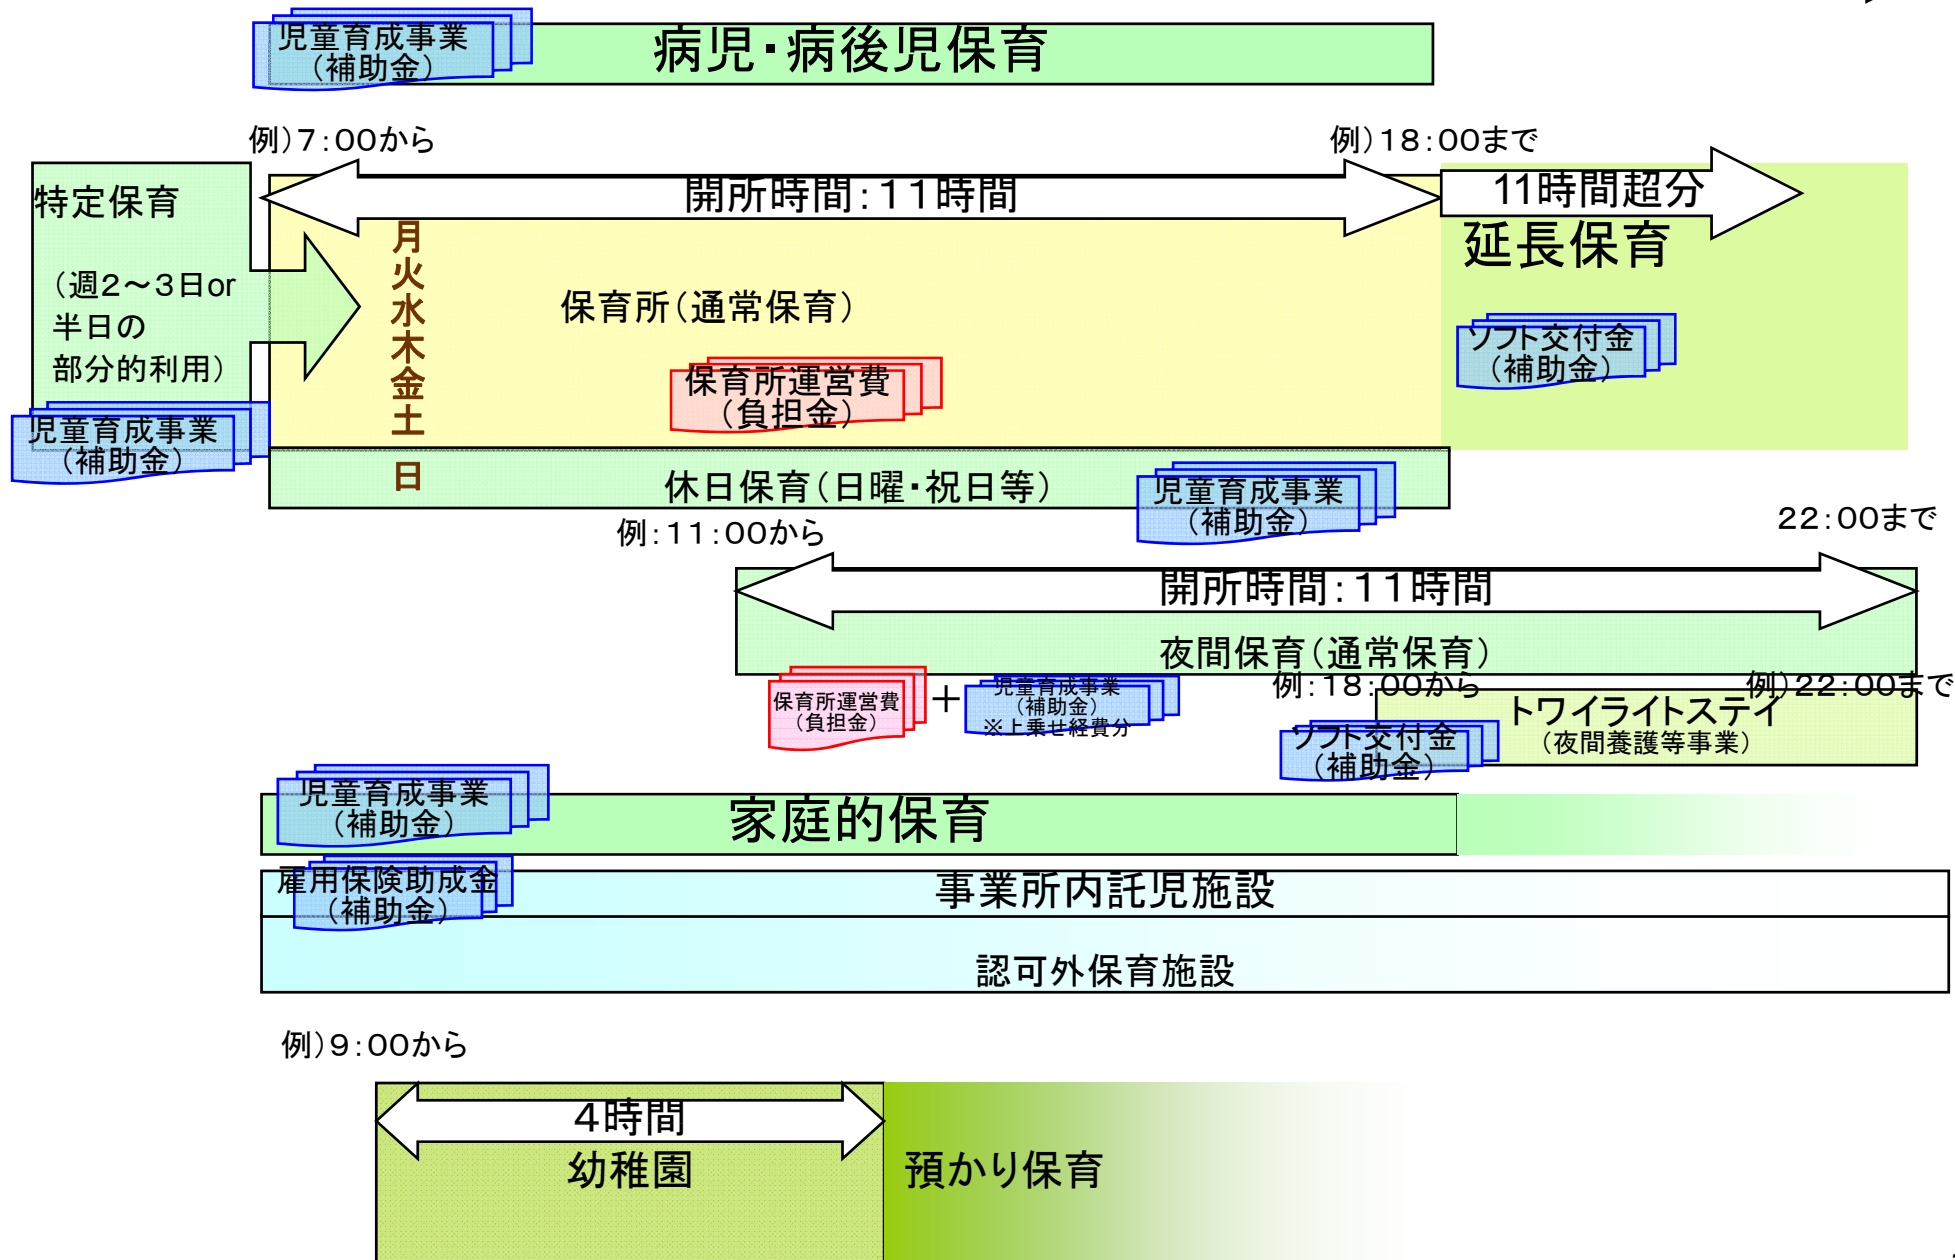 児童育成事業
（補助金）
病児・病後児保育
例）7：00から
例）18：00まで
特定保育
（週2～3日or
半日の
部分的利用）
児童育成事業
（補助金）
開所時間：11時間
月
火
水
木
金
土
日
保育所（通常保育）
保育所運営費
（負担金）
11時間超分
延長保育
ソフト交付金
（補助金）
休日保育（日曜・祝日等）
児童育成事業
（補助金）
例：11：00から
22：00まで
開所時間：11時間
夜間保育（通常保育）
保育所運営費
（負担金）
＋
児童育成事業
（補助金）
※上乗せ経費分
例：18：00から
例）22：00まで
トワイライトステイ
（夜間養護等事業）
ソフト交付金
（補助金）
児童育成事業
（補助金）
家庭的保育
雇用保険助成金
（補助金）
事業所内託児施設
認可外保育施設
例）9：00から
4時間
幼稚園
預かり保育